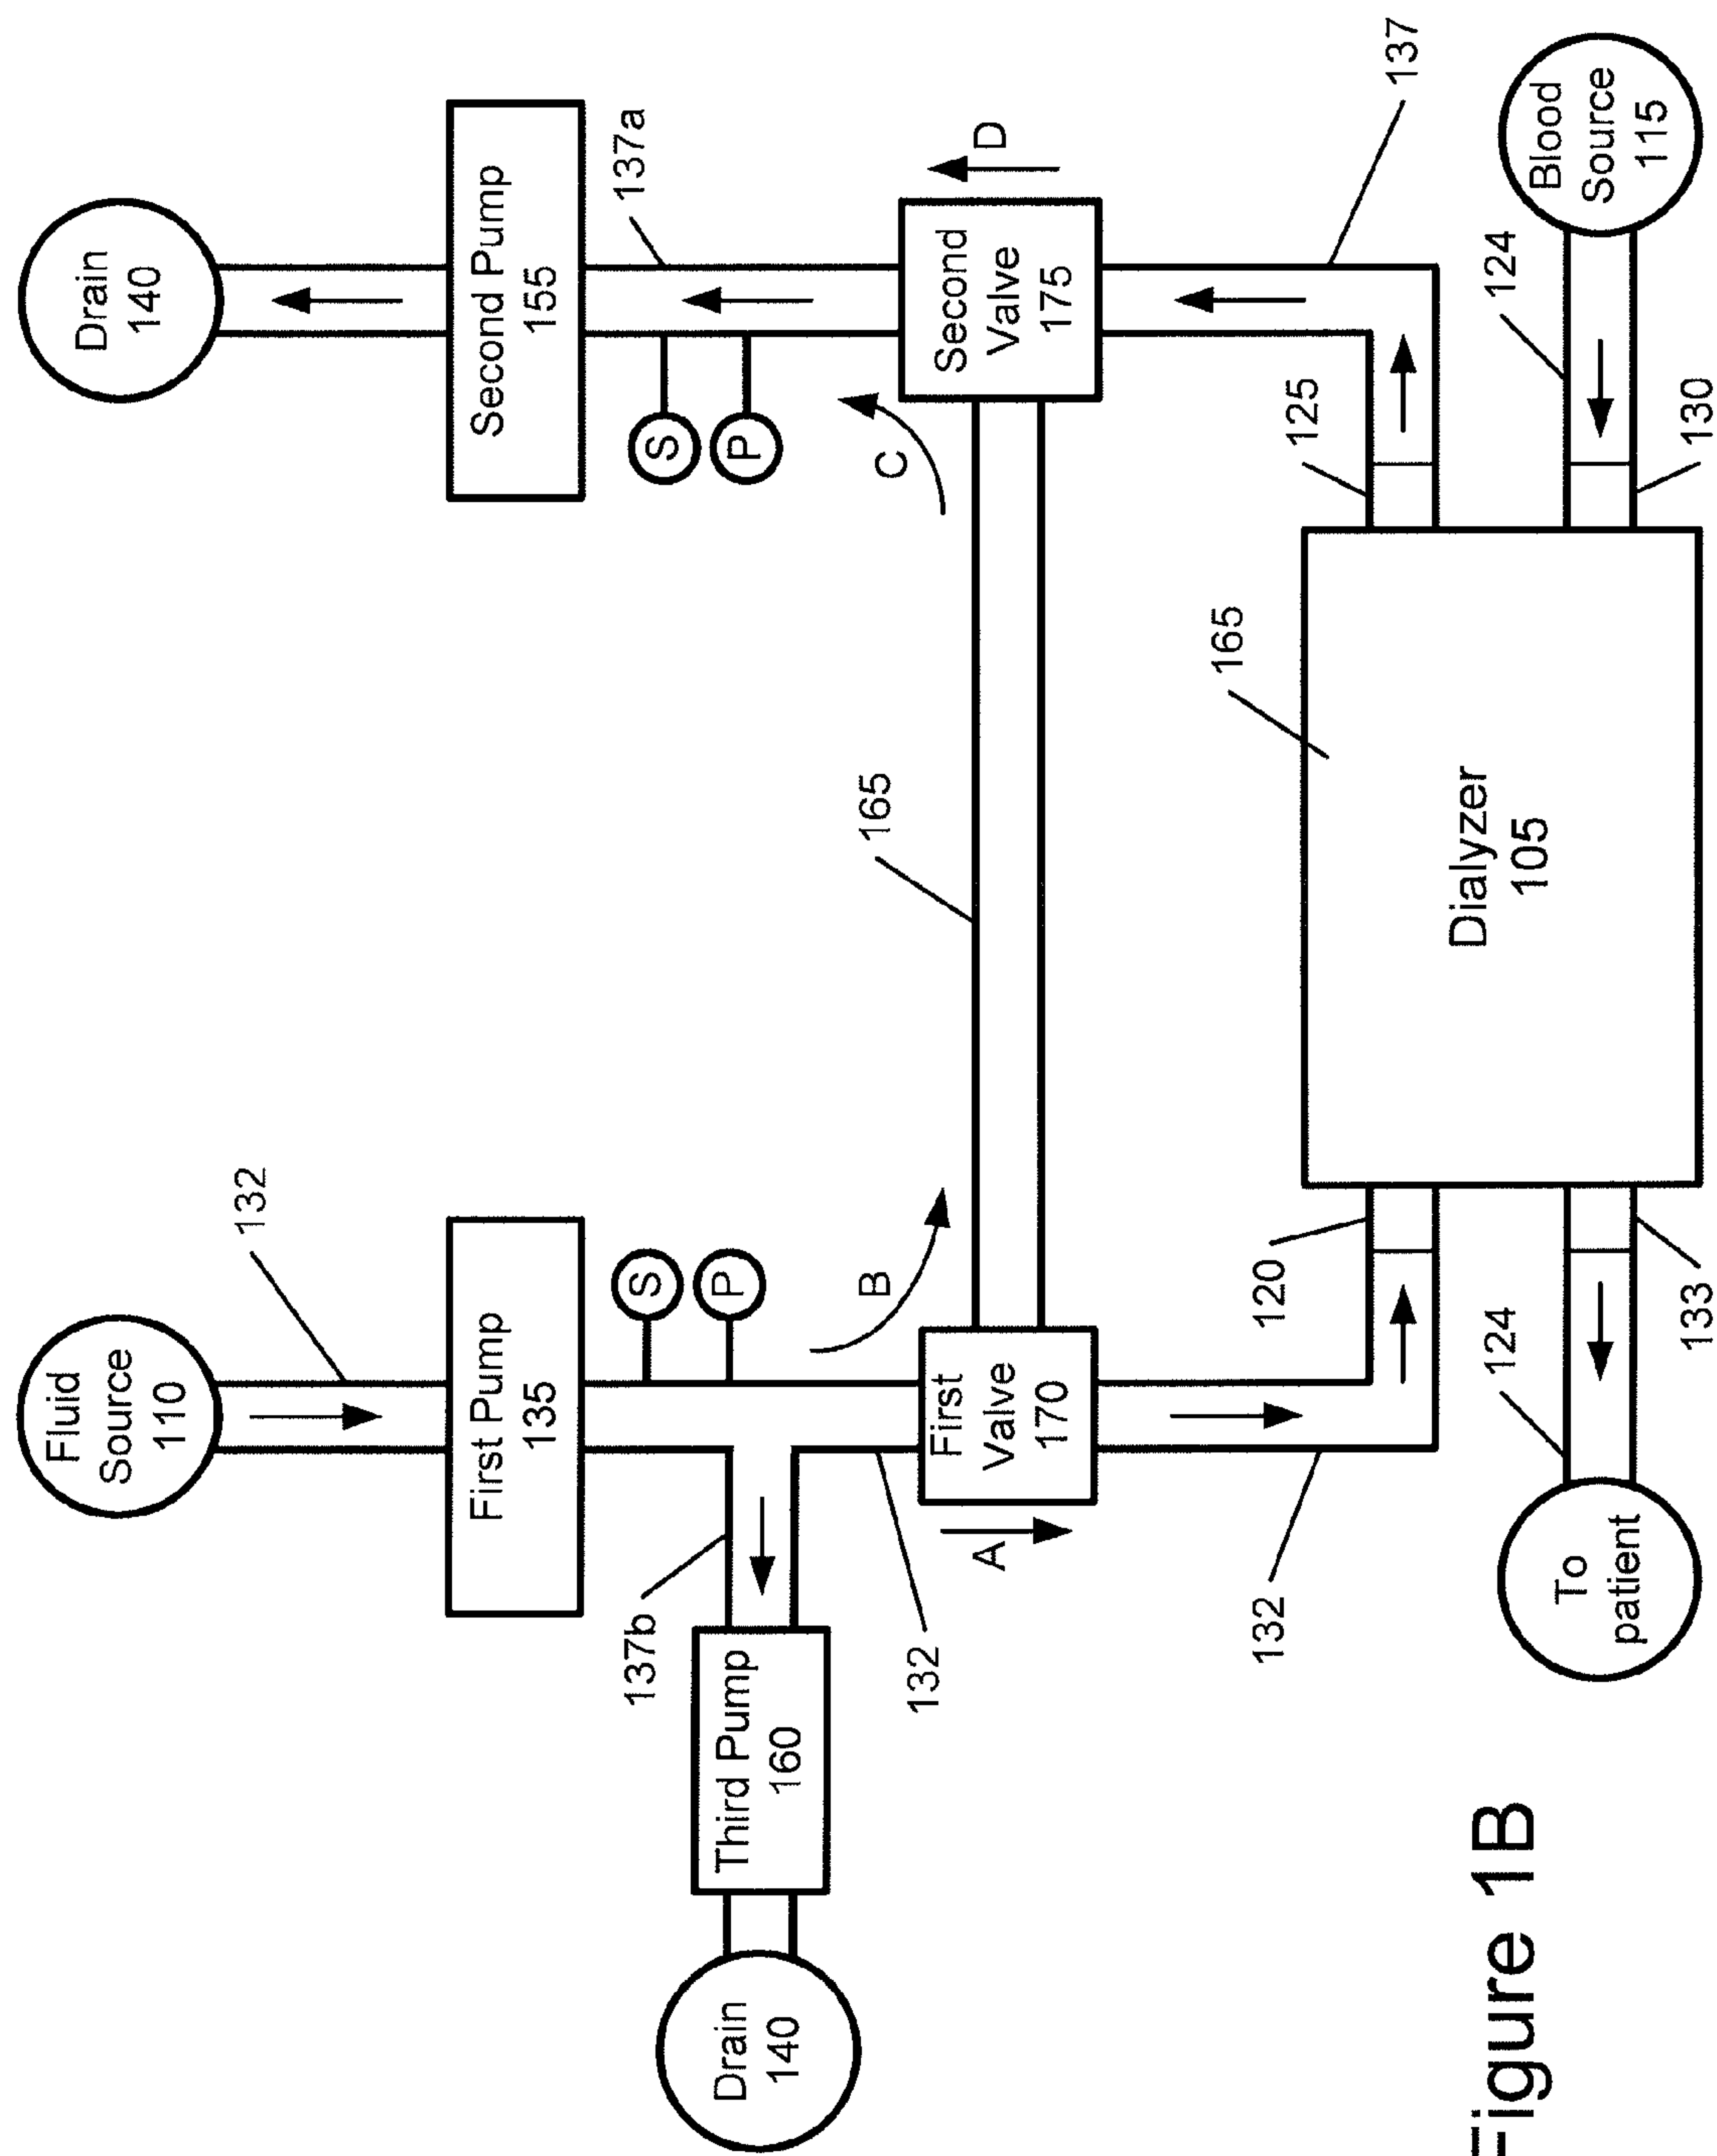 Fluid
Source
110
Drain
140
132
First Pump
135
Second Pump
155
137b
S
S
137a
P
P
Drain
140
Third Pump
160
B
165
C
132
First
Valve
170
Second
Valve
175
A
D
132
120
165
125
137
Dialyzer
105
124
124
To
patient
Blood
Source
115
133
130
Figure 1B